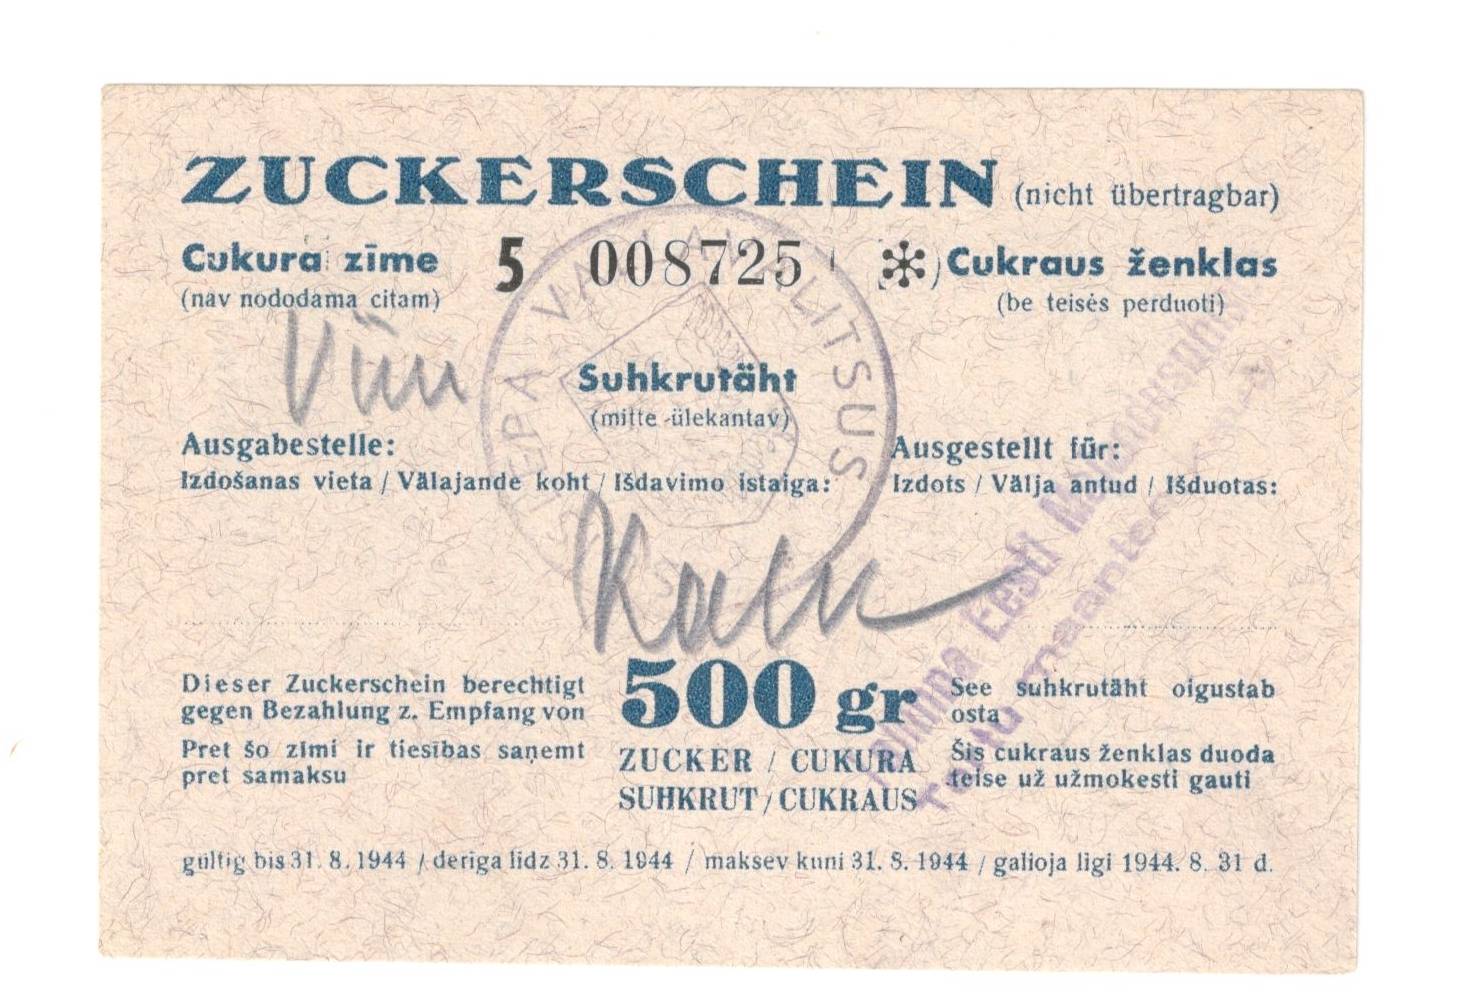 ZUCKERSCHEIN (nicht übertragbar)
Cukura zīme 5 008725 Cukraus ženklas
(nav nododama citam) (be teisės perduoti)
Suhkrutäht
(mitte ülekantav)
Ausgabestelle: Ausgestellt für:
Izdošanas vieta / Välajande koht / Išdavimo istaiga: Izdots / Välja antud / Išduotas:
500 gr
Dieser Zuckerschein berechtigt
gegen Bezahlung z. Empfang von
Pret šo zīmi ir tiesības saņemt
pret samaksu
ZUCKER / CUKURA
SUHKRUT / CUKRAUS
See suhkrutäht oigustab
osta
Šis cukraus ženklas duoda
teise už užmokesti gauti
gültig bis 31. 8. 1944 / deriga lidz 31. 8. 1944 / maksev kuni 31. 8. 1944 / galioja ligi 1944. 8. 31 d.
VALLAVALITSUS
Eesti